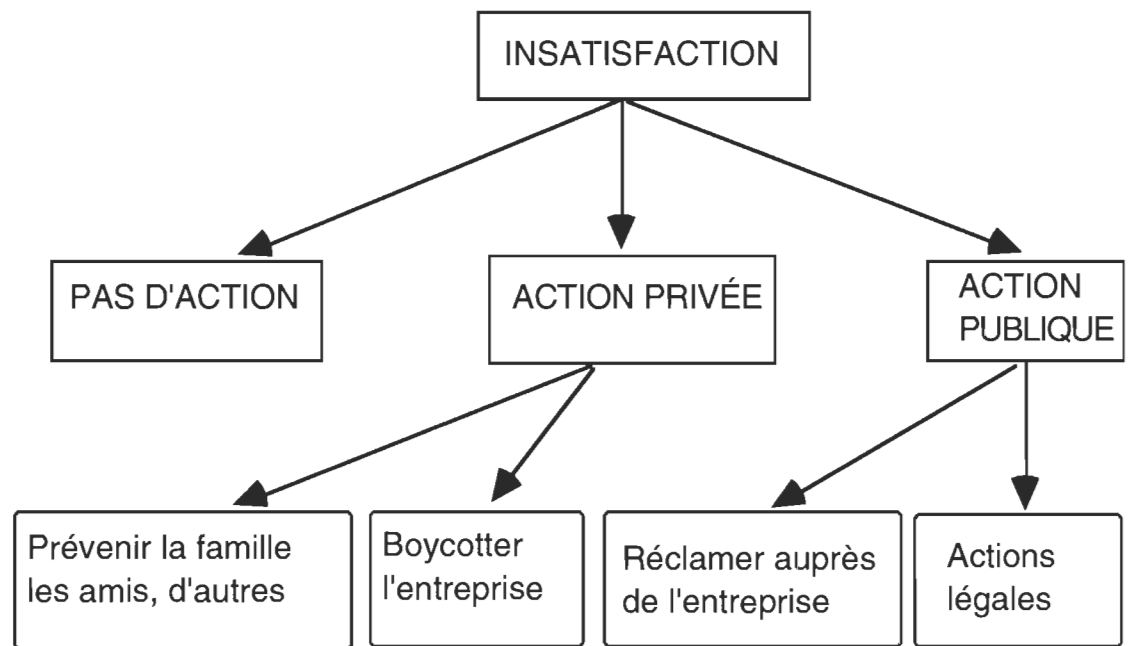 INSATISFACTION
PAS D'ACTION
ACTION PRIVÉE
ACTION
PUBLIQUE
Prévenir la famille
les amis, d'autres
Boycotter
l'entreprise
Réclamer auprès
de l'entreprise
Actions
légales